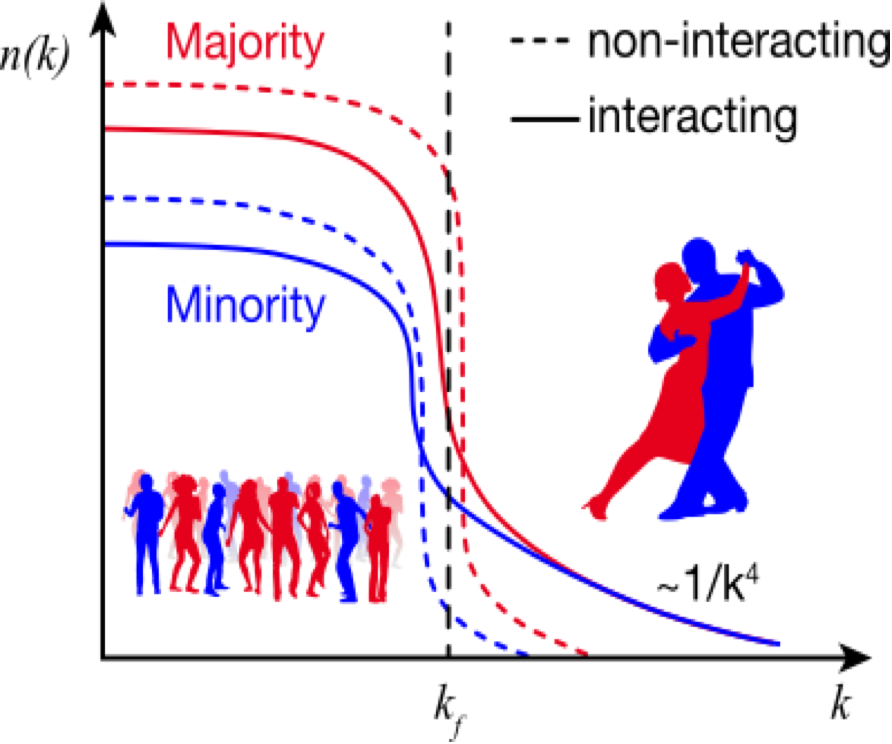 n(k)
Majority
non-interacting
interacting
Minority
~1/k⁴
k_f
k